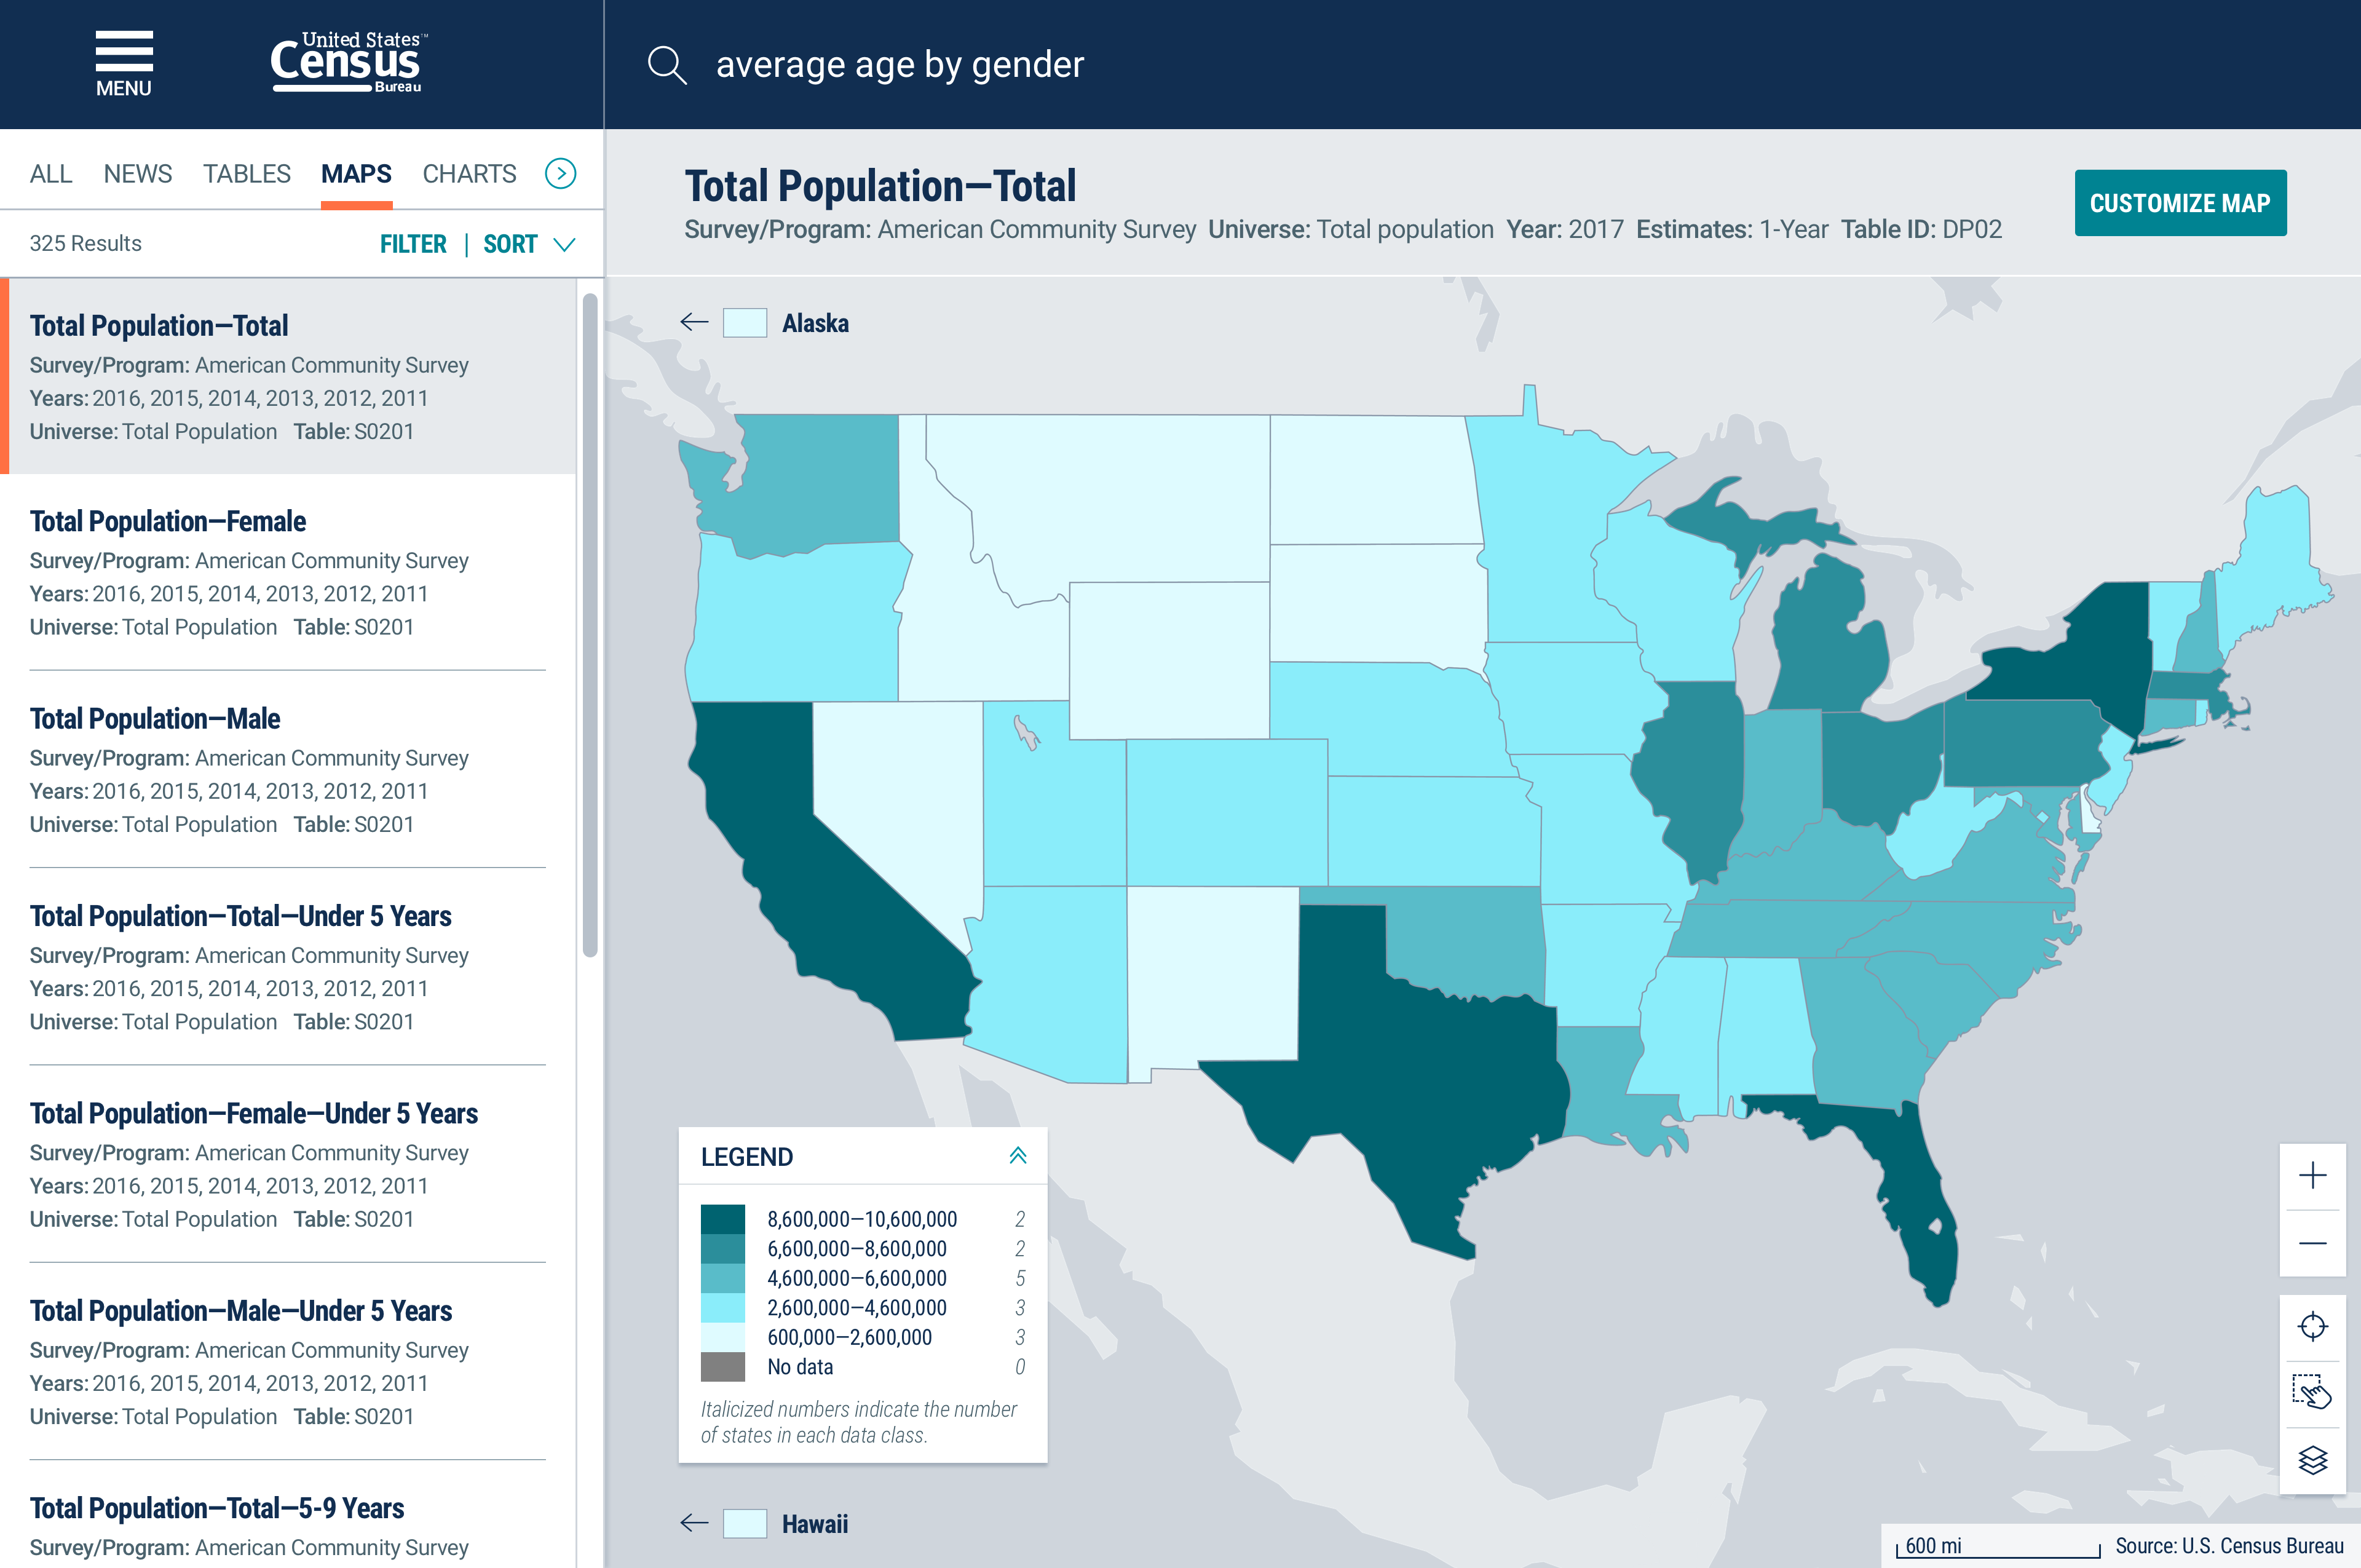 MENU
United States™
Census
Bureau
average age by gender
ALL NEWS TABLES MAPS CHARTS
325 Results FILTER | SORT
Total Population—Total
Survey/Program: American Community Survey
Years: 2016, 2015, 2014, 2013, 2012, 2011
Universe: Total Population Table: S0201
Total Population—Female
Survey/Program: American Community Survey
Years: 2016, 2015, 2014, 2013, 2012, 2011
Universe: Total Population Table: S0201
Total Population—Male
Survey/Program: American Community Survey
Years: 2016, 2015, 2014, 2013, 2012, 2011
Universe: Total Population Table: S0201
Total Population—Total—Under 5 Years
Survey/Program: American Community Survey
Years: 2016, 2015, 2014, 2013, 2012, 2011
Universe: Total Population Table: S0201
Total Population—Female—Under 5 Years
Survey/Program: American Community Survey
Years: 2016, 2015, 2014, 2013, 2012, 2011
Universe: Total Population Table: S0201
Total Population—Male—Under 5 Years
Survey/Program: American Community Survey
Years: 2016, 2015, 2014, 2013, 2012, 2011
Universe: Total Population Table: S0201
Total Population—Total—5-9 Years
Survey/Program: American Community Survey
Total Population—Total
Survey/Program: American Community Survey Universe: Total population Year: 2017 Estimates: 1-Year Table ID: DP02
CUSTOMIZE MAP
Alaska
LEGEND
8,600,000—10,600,000 2
6,600,000—8,600,000 2
4,600,000—6,600,000 5
2,600,000—4,600,000 3
600,000—2,600,000 3
No data 0
Italicized numbers indicate the number
of states in each data class.
Hawaii
600 mi
Source: U.S. Census Bureau